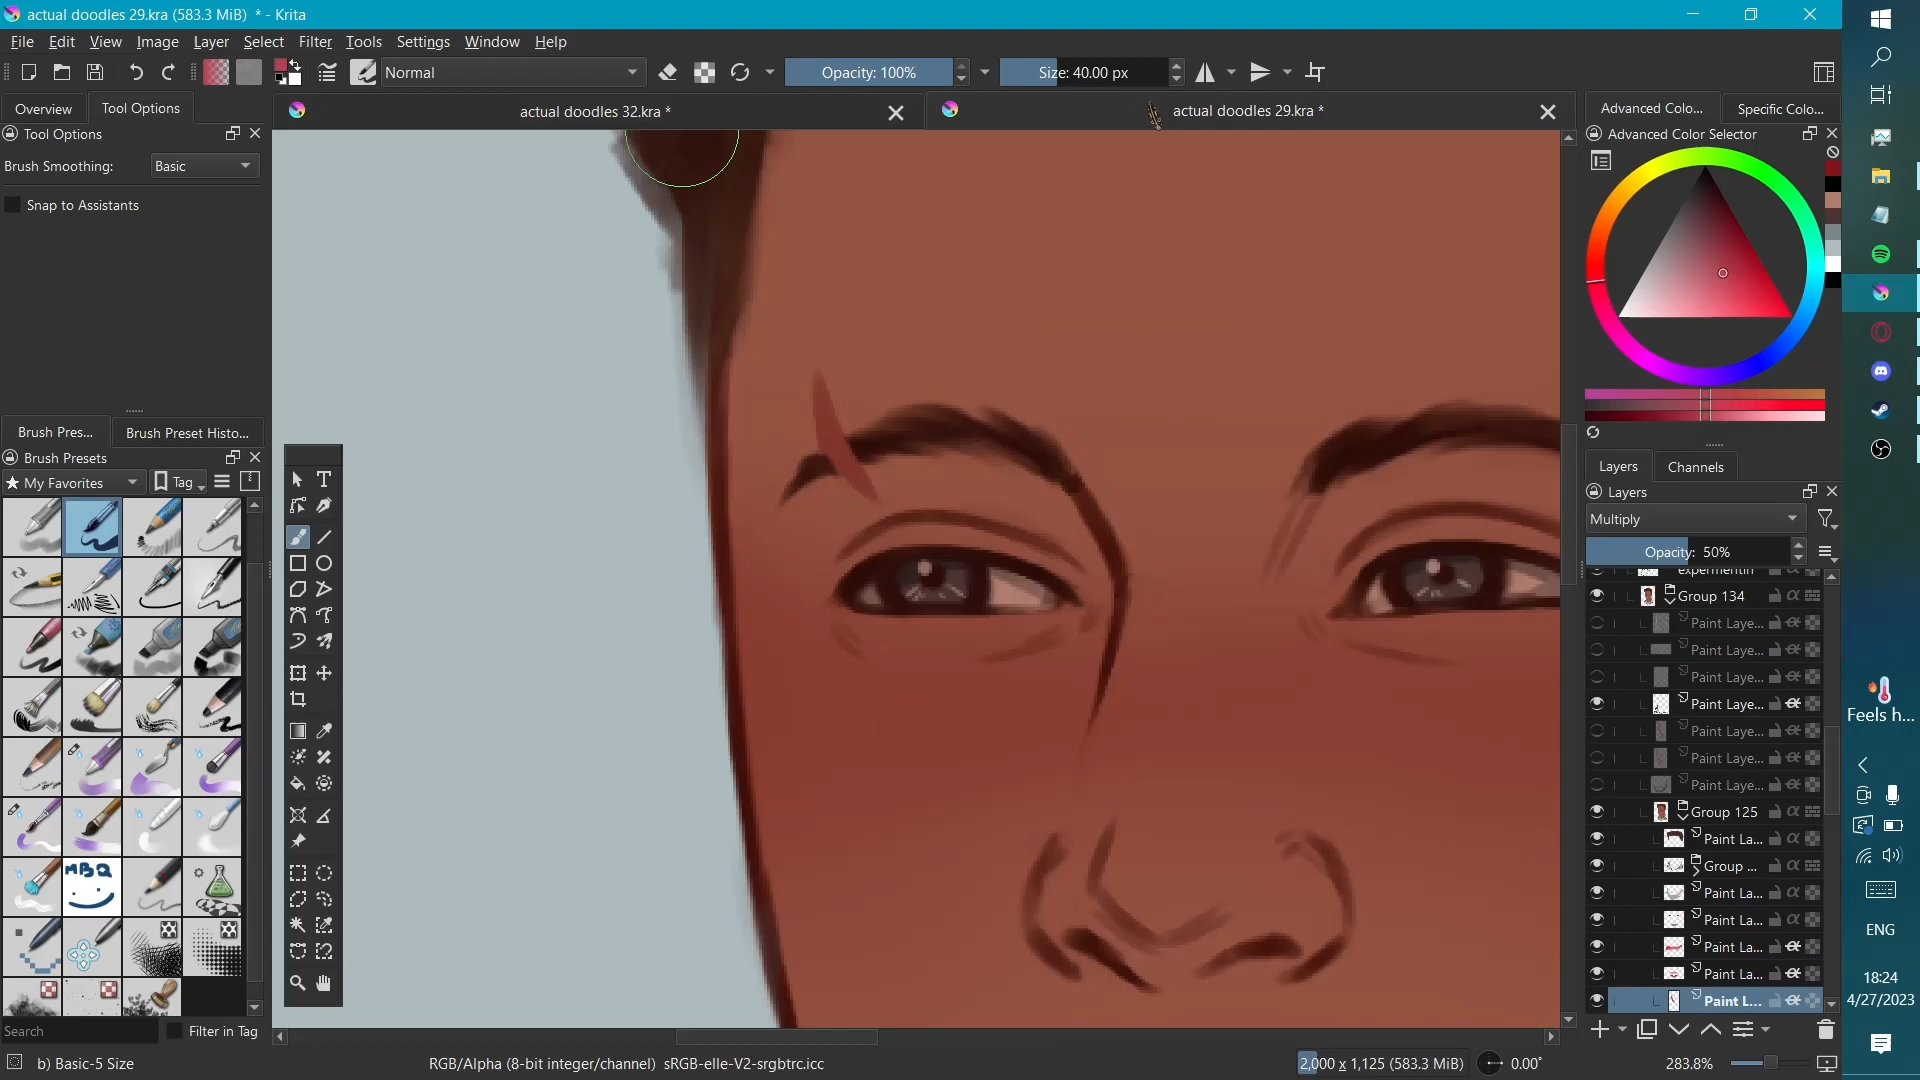 actual doodles 29.kra (583.3 MiB) * - Krita
File Edit View Image Layer Select Filter Tools Settings Window Help
Normal
Opacity: 100%
Size: 40.00 px
Overview
Tool Options
actual doodles 32.kra *
actual doodles 29.kra *
Advanced Colo...
Specific Colo...
Tool Options
Advanced Color Selector
Brush Smoothing:
Basic
Snap to Assistants
Brush Pres...
Brush Preset Histo...
Brush Presets
My Favorites
Tag
MBQ
Search
Filter in Tag
Layers
Channels
Layers
Multiply
Opacity: 50%
expermentin
Group 134
Paint Laye...
Paint Laye...
Paint Laye...
Paint Laye...
Paint Laye...
Paint Laye...
Paint Laye...
Group 125
Paint La...
Group ...
Paint La...
Paint La...
Paint La...
Paint La...
Paint L...
b) Basic-5 Size
RGB/Alpha (8-bit integer/channel) sRGB-elle-V2-srgbtrc.icc
2,000 x 1,125 (583.3 MiB)
0.00°
283.8%
Feels h...
ENG
18:24
4/27/2023